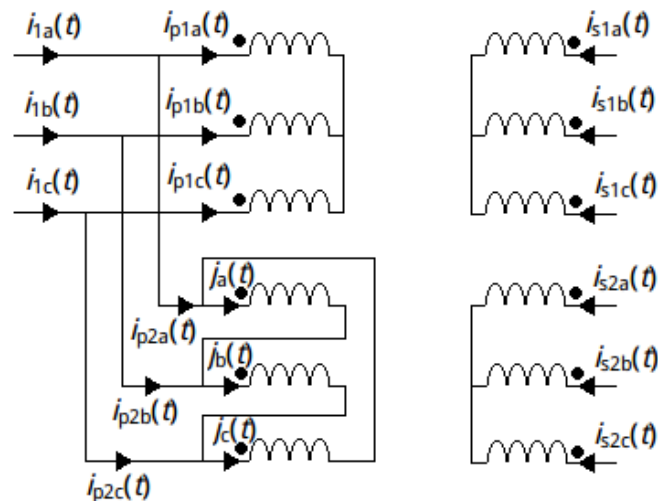 i1a(t) ip1a(t) is1a(t)
i1b(t) ip1b(t) is1b(t)
i1c(t) ip1c(t) is1c(t)
ja(t) is2a(t)
ip2a(t)
jb(t) is2b(t)
ip2b(t)
jc(t) is2c(t)
ip2c(t)